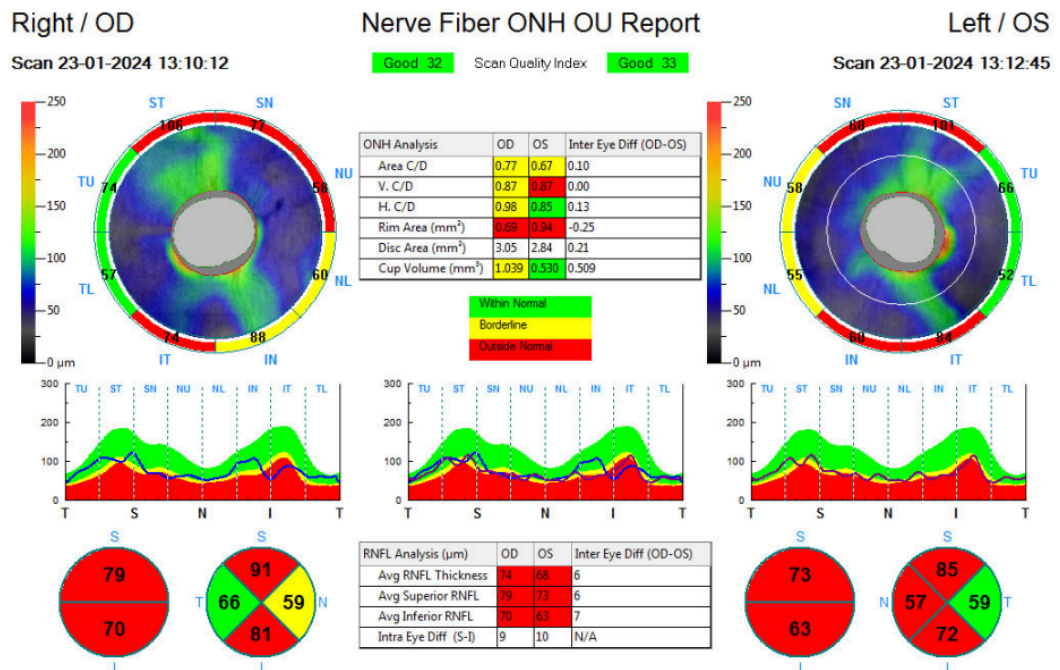 Right / OD
Nerve Fiber ONH OU Report
Left / OS
Scan 23-01-2024 13:10:12
Good 32 Scan Quality Index Good 33
Scan 23-01-2024 13:12:45
250
200
150
100
50
0 µm
ST SN
TU NU
TL NL
IT IN
106 77
74 58
57 60
74 88
ONH Analysis OD OS Inter Eye Diff (OD-OS)
Area C/D 0.77 0.67 0.10
V. C/D 0.87 0.87 0.00
H. C/D 0.98 0.85 0.13
Rim Area (mm²) 0.69 0.94 -0.25
Disc Area (mm²) 3.05 2.84 0.21
Cup Volume (mm³) 1.039 0.530 0.509
Within Normal
Borderline
Outside Normal
250
200
150
100
50
0 µm
SN ST
NU TU
NL TL
IN IT
60 101
58 66
55 52
60 84
300
200
100
0
TU ST SN NU NL IN IT TL
T S N I T
300
200
100
0
TU ST SN NU NL IN IT TL
T S N I T
300
200
100
0
TU ST SN NU NL IN IT TL
T S N I T
S
79
70
I
S
91
T 66 59 N
81
I
RNFL Analysis (µm) OD OS Inter Eye Diff (OD-OS)
Avg RNFL Thickness 74 68 6
Avg Superior RNFL 79 73 6
Avg Inferior RNFL 70 63 7
Intra Eye Diff (S-I) 9 10 N/A
S
73
63
I
S
85
N 57 59 T
72
I